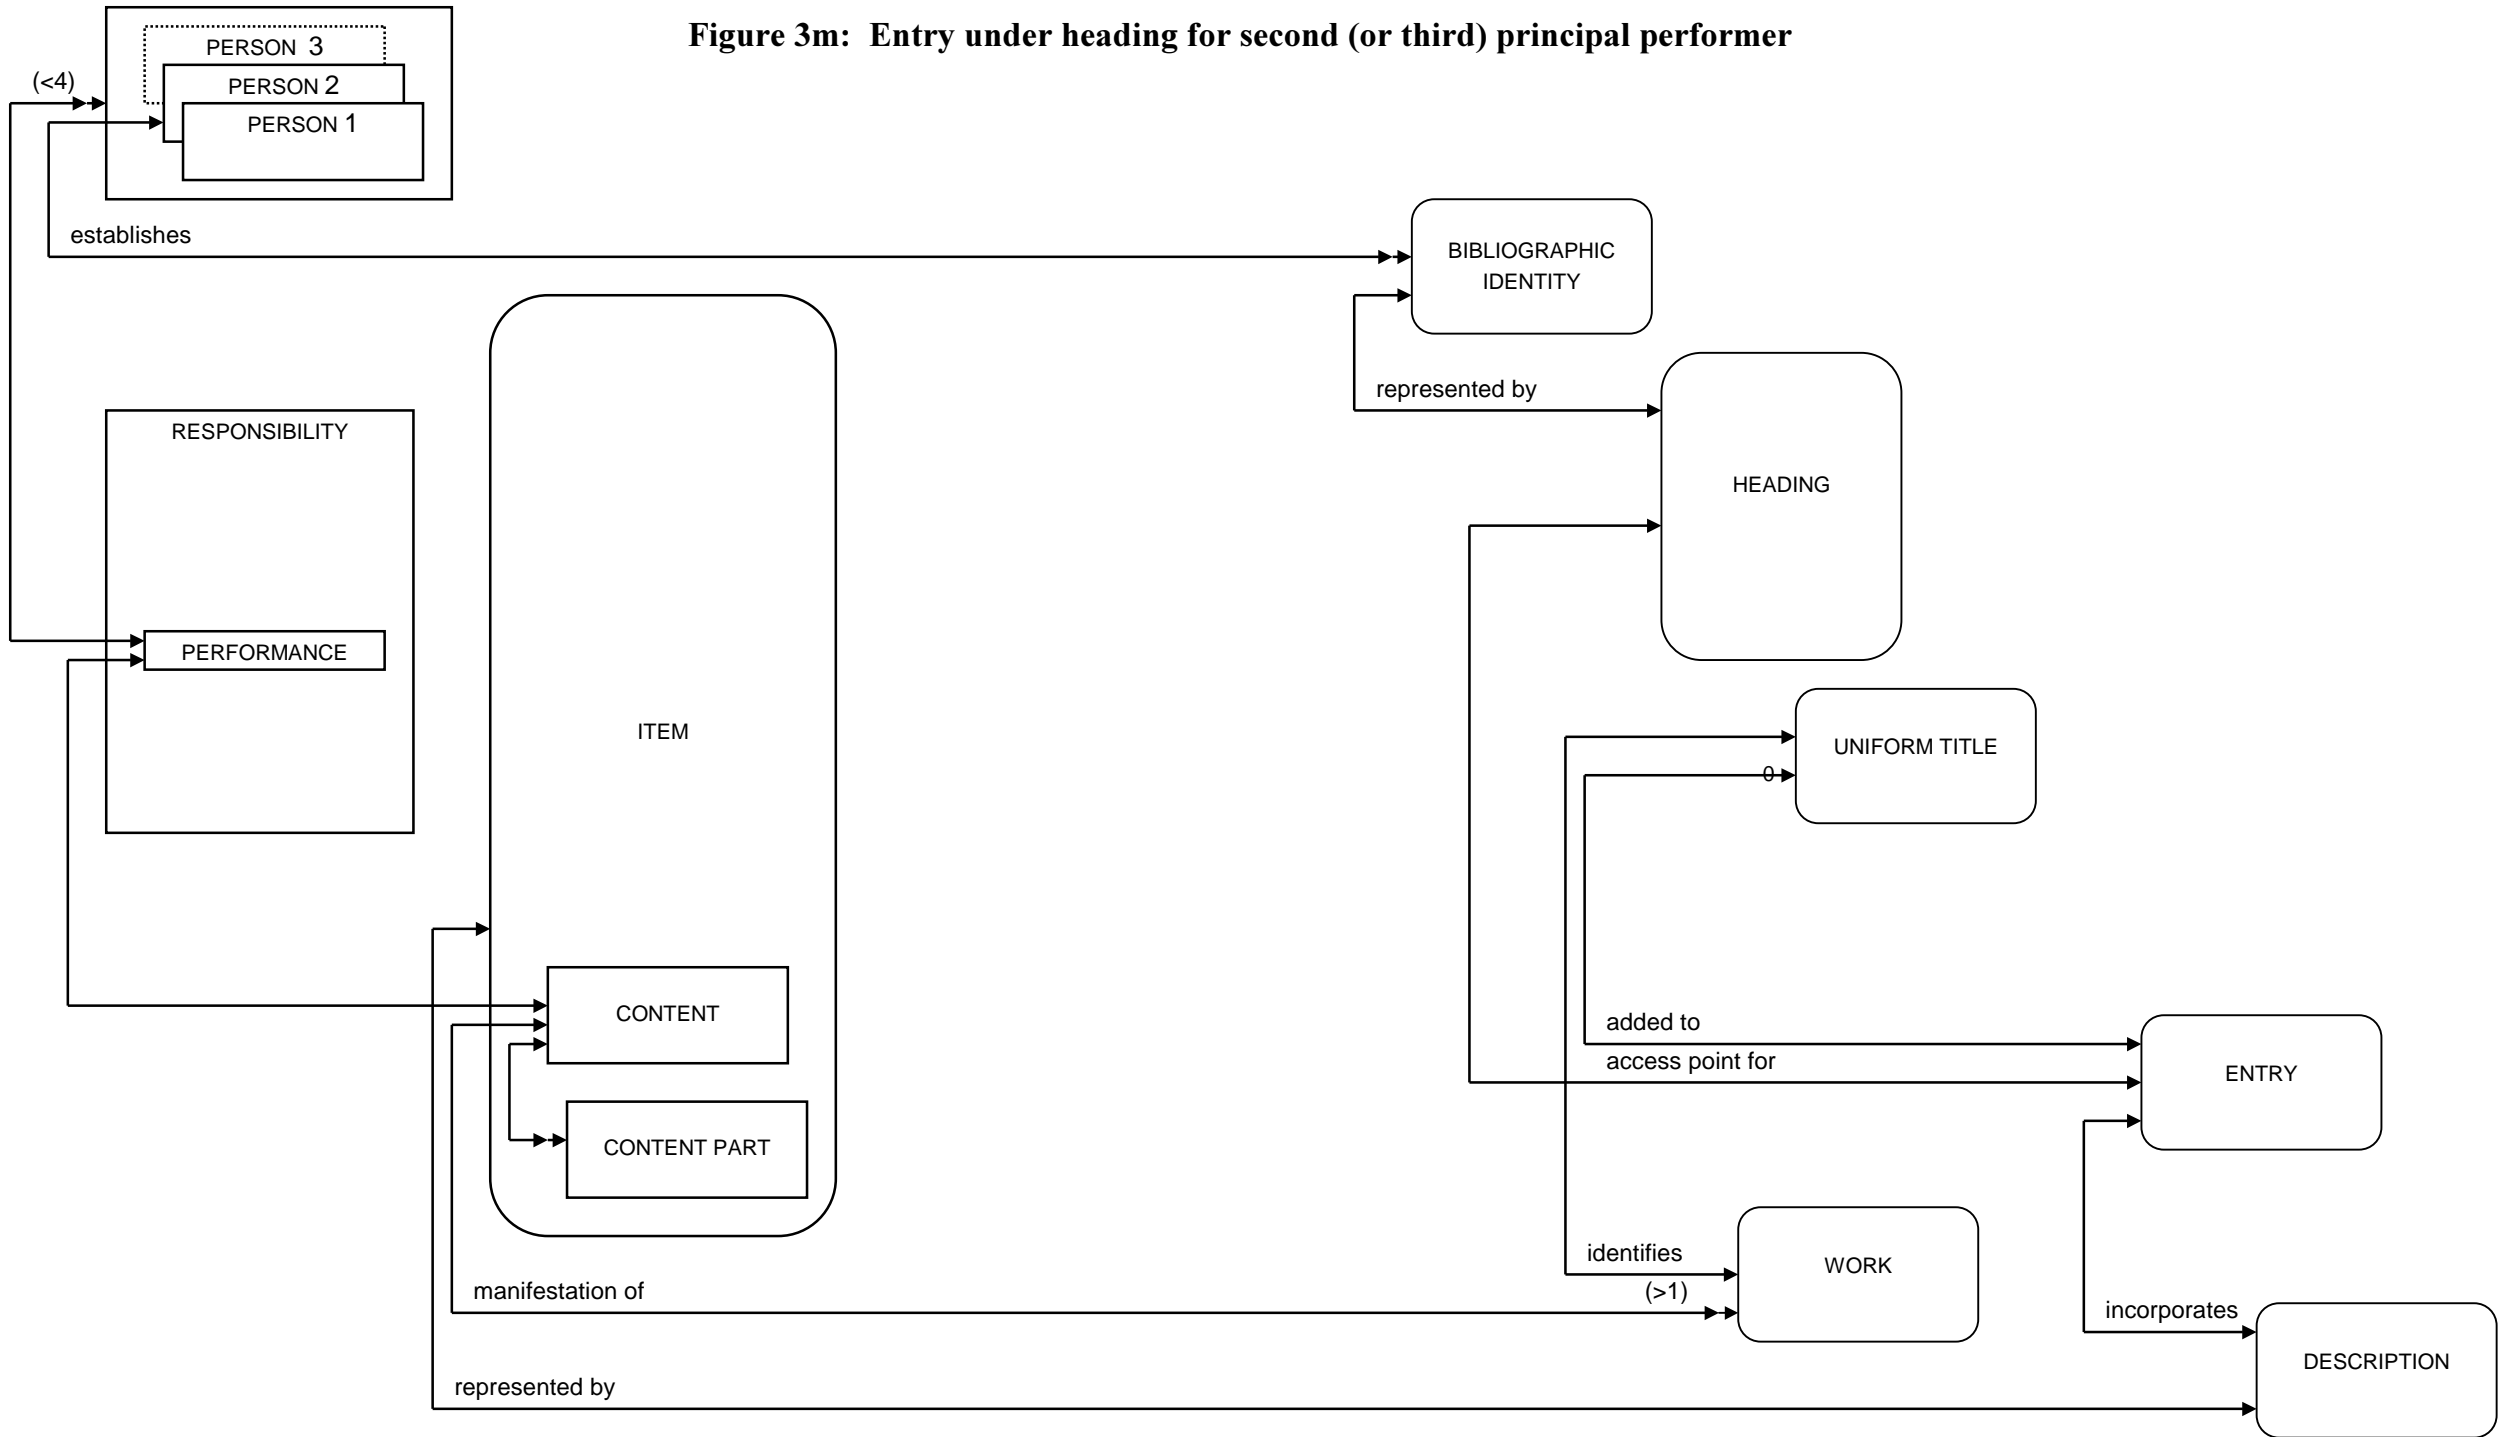 Figure 3m: Entry under heading for second (or third) principal performer
PERSON 3
(<4)
PERSON 2
PERSON 1
establishes
BIBLIOGRAPHIC
IDENTITY
represented by
RESPONSIBILITY
HEADING
PERFORMANCE
ITEM
UNIFORM TITLE
0
CONTENT
added to
access point for
ENTRY
CONTENT PART
identifies
WORK
manifestation of
(>1)
incorporates
DESCRIPTION
represented by